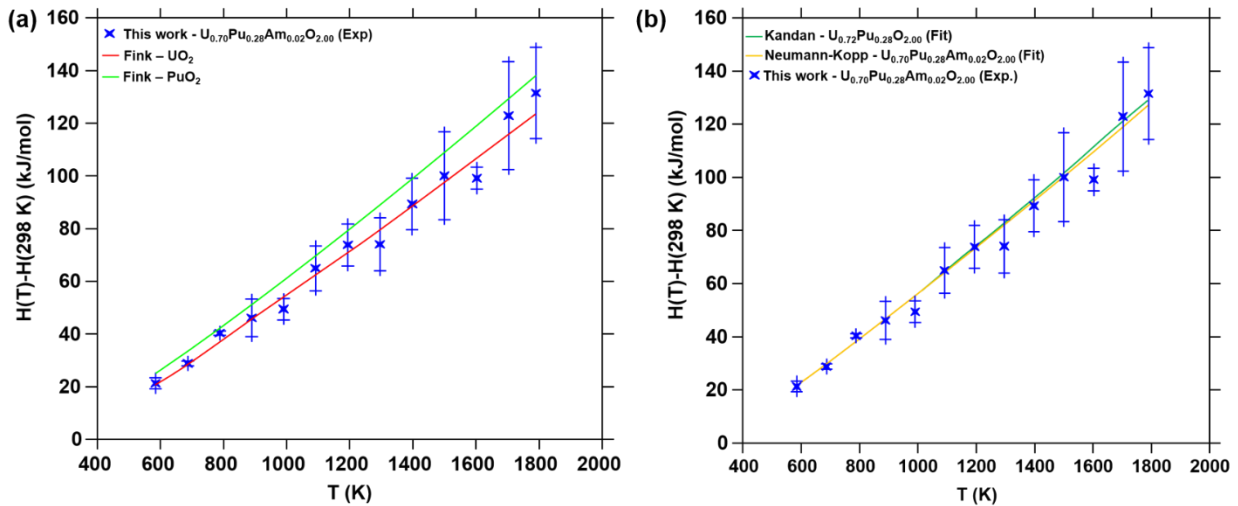 (a)
160
140
120
100
80
60
40
20
0
H(T)-H(298 K) (kJ/mol)
This work - U0.70Pu0.28Am0.02O2.00 (Exp)
Fink – UO2
Fink – PuO2
400 600 800 1000 1200 1400 1600 1800 2000
T (K)
(b)
160
140
120
100
80
60
40
20
0
H(T)-H(298 K) (kJ/mol)
Kandan - U0.72Pu0.28O2.00 (Fit)
Neumann-Kopp - U0.70Pu0.28Am0.02O2.00 (Fit)
This work - U0.70Pu0.28Am0.02O2.00 (Exp.)
400 600 800 1000 1200 1400 1600 1800 2000
T (K)